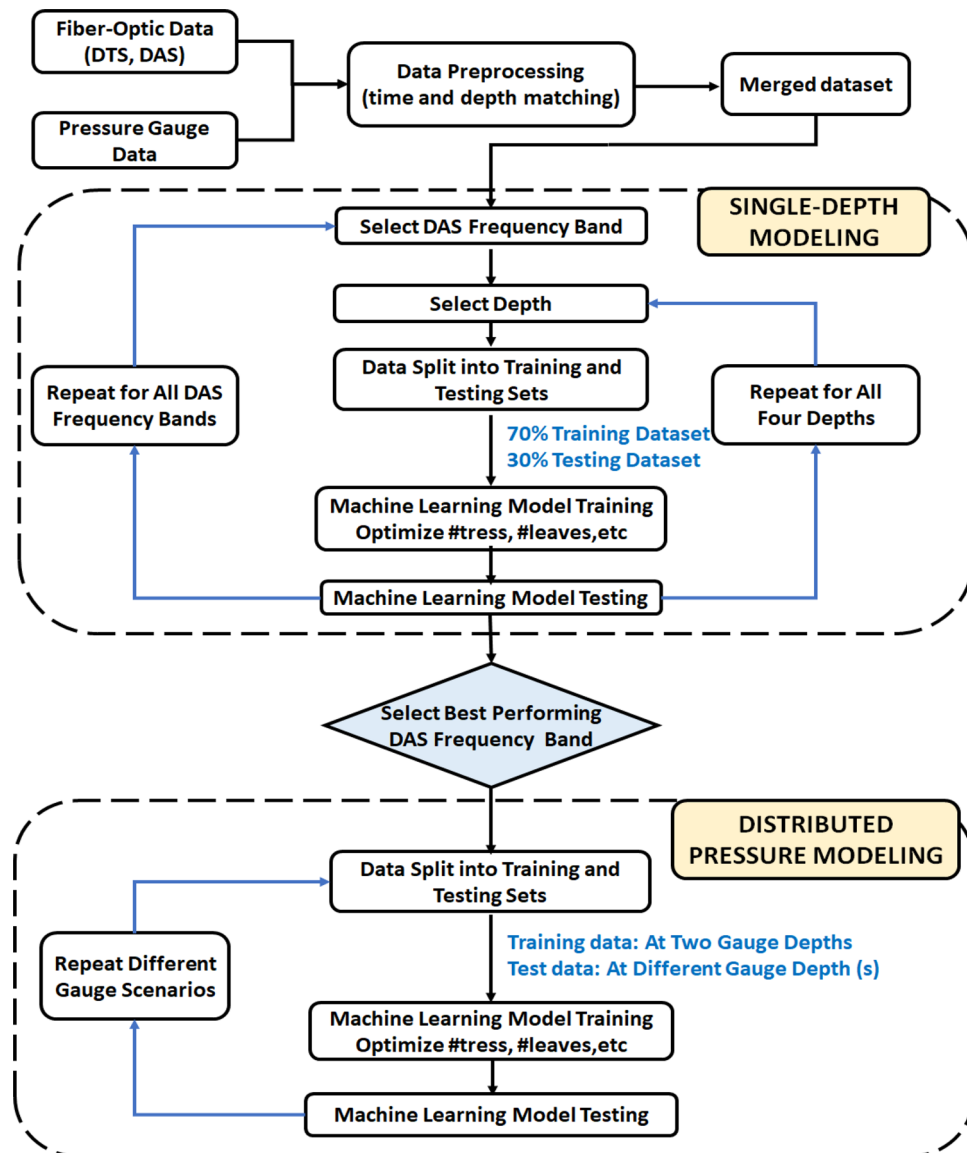 Fiber-Optic Data
(DTS, DAS)
Data Preprocessing
(time and depth matching)
Merged dataset
Pressure Gauge
Data
SINGLE-DEPTH
MODELING
Select DAS Frequency Band
Select Depth
Data Split into Training and
Testing Sets
Repeat for All DAS
Frequency Bands
Repeat for All
Four Depths
70% Training Dataset
30% Testing Dataset
Machine Learning Model Training
Optimize #tress, #leaves,etc
Machine Learning Model Testing
Select Best Performing
DAS Frequency Band
DISTRIBUTED
PRESSURE MODELING
Data Split into Training and
Testing Sets
Training data: At Two Gauge Depths
Test data: At Different Gauge Depth (s)
Repeat Different
Gauge Scenarios
Machine Learning Model Training
Optimize #tress, #leaves,etc
Machine Learning Model Testing